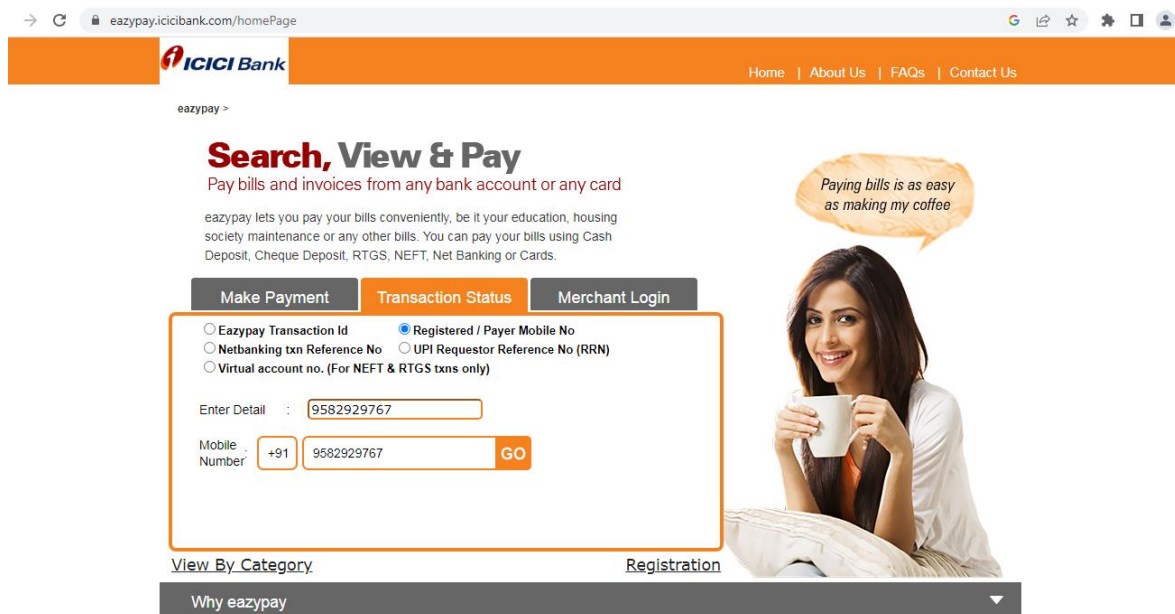 eazypay.icicibank.com/homePage
ICICI Bank
Home | About Us | FAQs | Contact Us
eazypay >
Search, View & Pay
Pay bills and invoices from any bank account or any card
eazypay lets you pay your bills conveniently, be it your education, housing
society maintenance or any other bills. You can pay your bills using Cash
Deposit, Cheque Deposit, RTGS, NEFT, Net Banking or Cards.
Paying bills is as easy
as making my coffee
Make Payment Transaction Status Merchant Login
Eazypay Transaction Id Registered / Payer Mobile No
Netbanking txn Reference No UPI Requestor Reference No (RRN)
Virtual account no. (For NEFT & RTGS txns only)
Enter Detail : 9582929767
Mobile Number : +91 9582929767 GO
View By Category Registration
Why eazypay